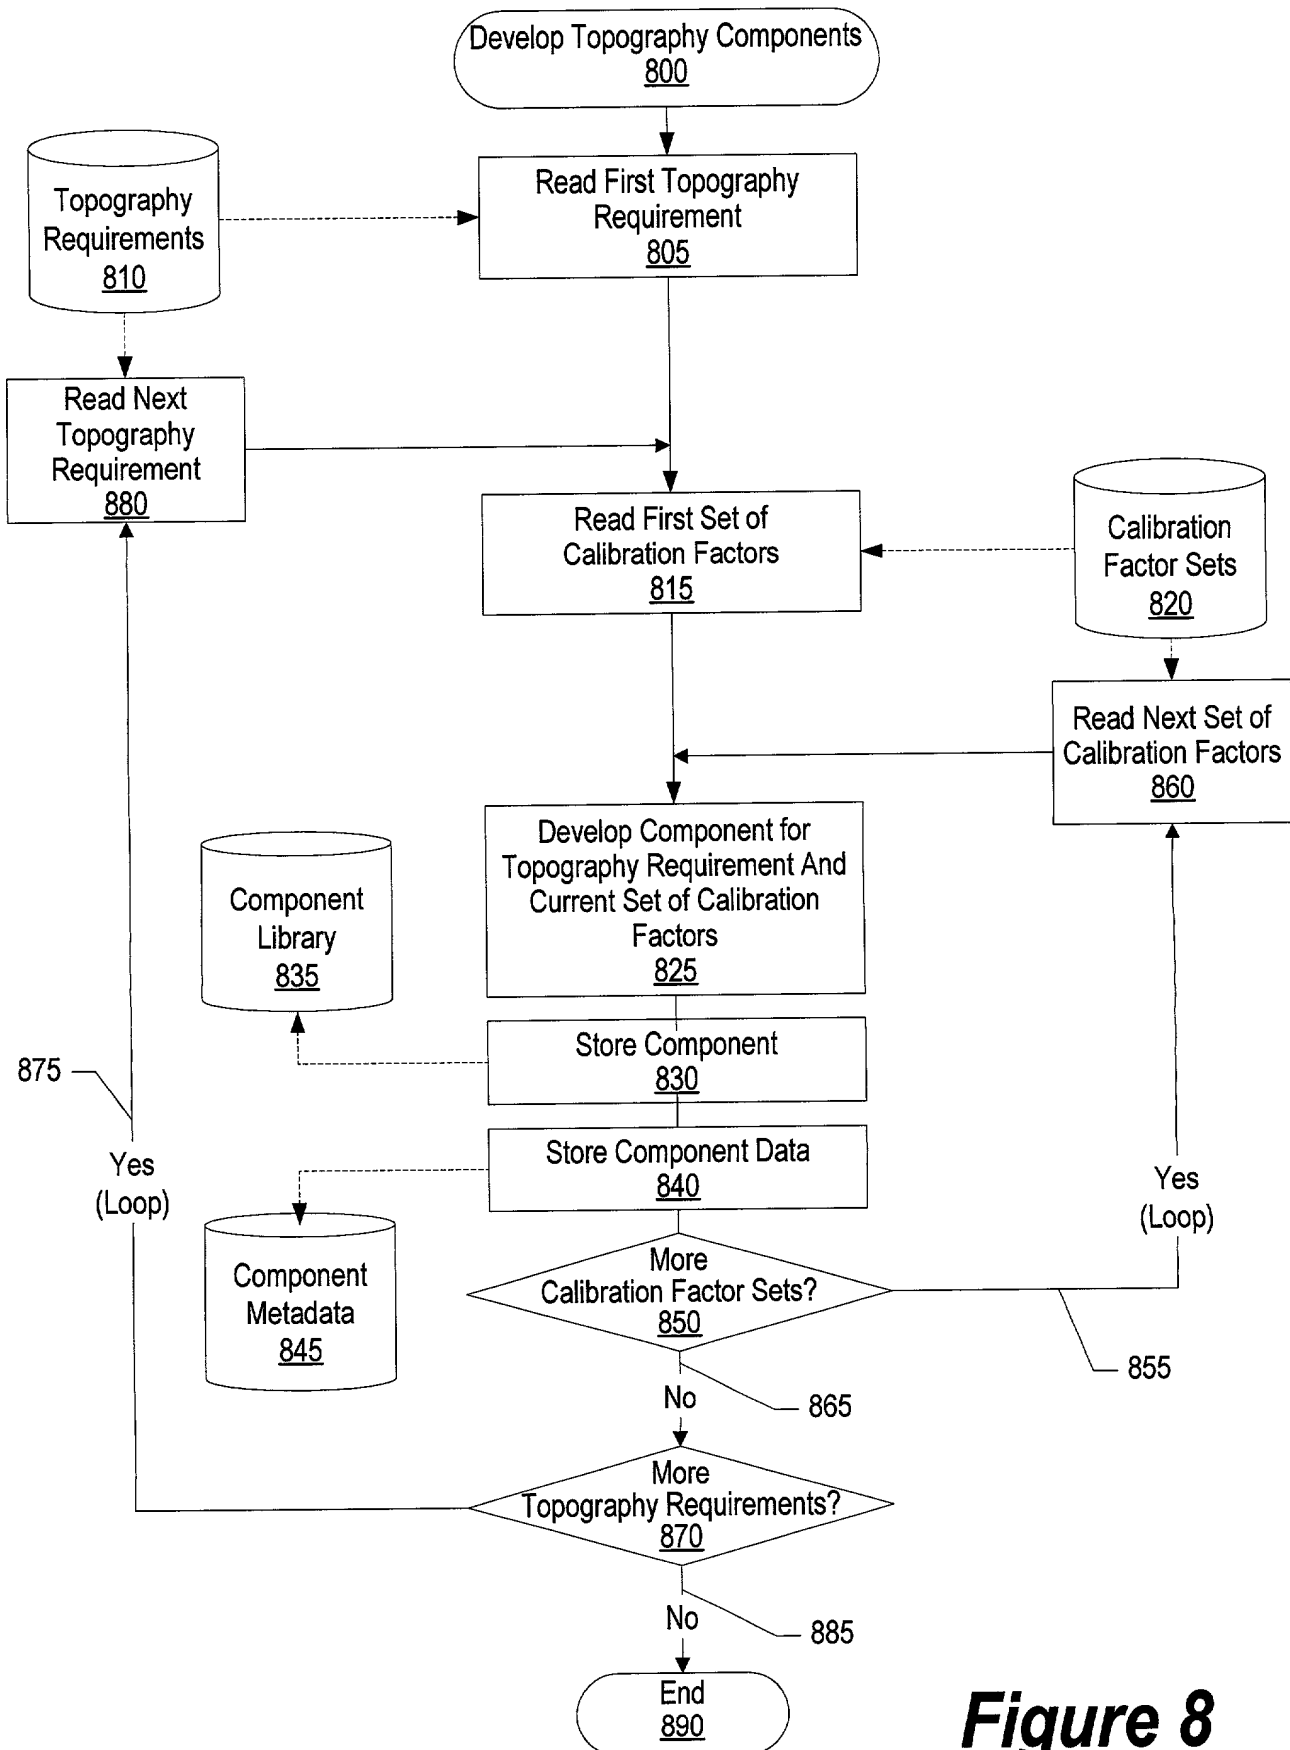 Develop Topography Components
800
Read First Topography
Requirement
805
Topography
Requirements
810
Read Next
Topography
Requirement
880
Read First Set of
Calibration Factors
815
Calibration
Factor Sets
820
Read Next Set of
Calibration Factors
860
Develop Component for
Topography Requirement And
Current Set of Calibration
Factors
825
Component
Library
835
Store Component
830
875
Store Component Data
840
Yes
(Loop)
Yes
(Loop)
Component
Metadata
845
More
Calibration Factor Sets?
850
855
No
865
More
Topography Requirements?
870
No
885
End
890
Figure 8